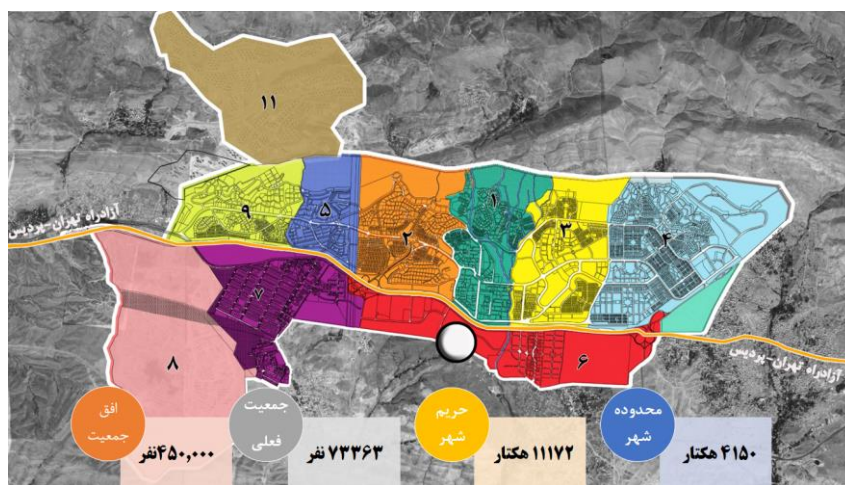 ۱۱
۹
۵
۲
۱
۳
۴
آزادراه تهران-پردیس
۷
۸
۶
آزادراه تهران-پردیس
محدوده
شهر
۴۱۵۰ هکتار
حریم
شهر
۱۱۱۷۲ هکتار
جمعیت
فعلی
۷۳۳۶۳ نفر
افق
جمعیت
۴۵۰,۰۰۰نفر